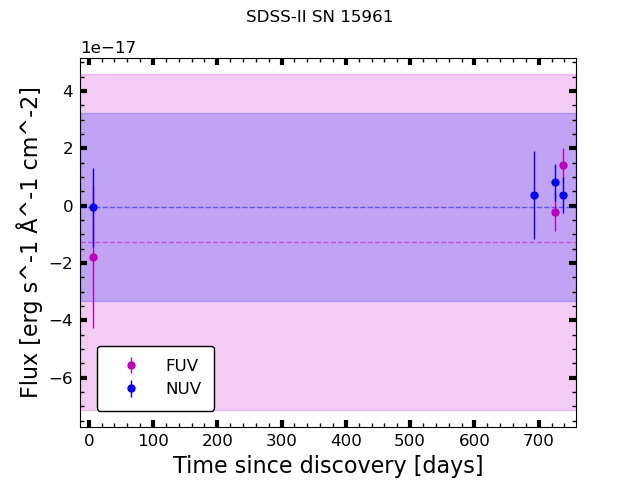 SDSS-II SN 15961
1e−17
Flux [erg s^-1 Å^-1 cm^-2]
4
2
0
−2
−4
−6
FUV
NUV
0 100 200 300 400 500 600 700
Time since discovery [days]